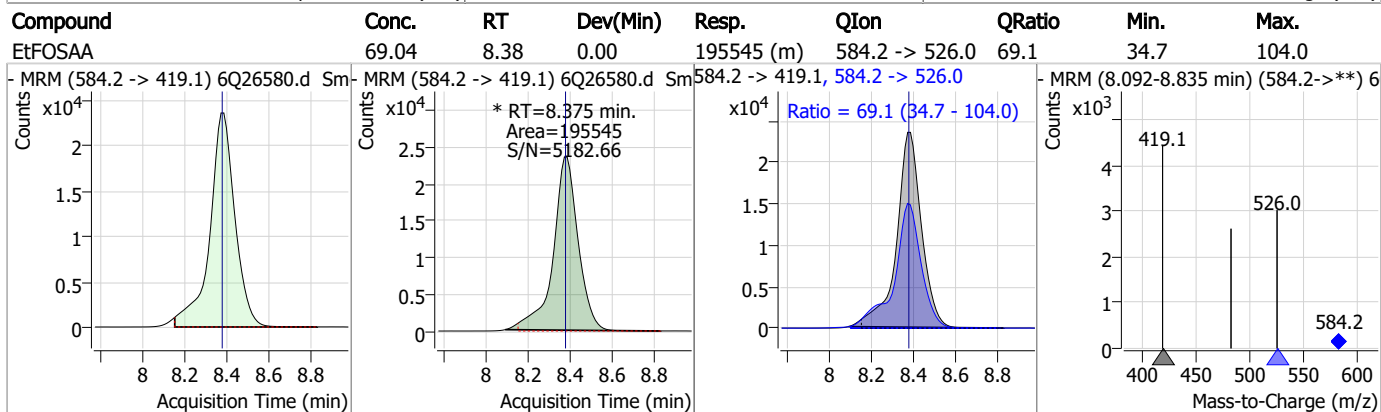 Compound Conc. RT Dev(Min) Resp. QIon QRatio Min. Max.
EtFOSAA 69.04 8.38 0.00 195545 (m) 584.2 -> 526.0 69.1 34.7 104.0
- MRM (584.2 -> 419.1) 6Q26580.d Sm
Counts
x10^4
2
1.5
1
0.5
0
8 8.2 8.4 8.6 8.8
Acquisition Time (min)
- MRM (584.2 -> 419.1) 6Q26580.d Sm
Counts
x10^4
* RT=8.375 min.
Area=195545
S/N=5182.66
2.5
2
1.5
1
0.5
0
8 8.2 8.4 8.6 8.8
Acquisition Time (min)
584.2 -> 419.1, 584.2 -> 526.0
x10^4
Ratio = 69.1 (34.7 - 104.0)
2
1.5
1
0.5
0
8 8.2 8.4 8.6 8.8
Acquisition Time (min)
- MRM (8.092-8.835 min) (584.2->**) 6
Counts
x10^3
419.1
526.0
584.2
4
3
2
1
0
400 450 500 550 600
Mass-to-Charge (m/z)